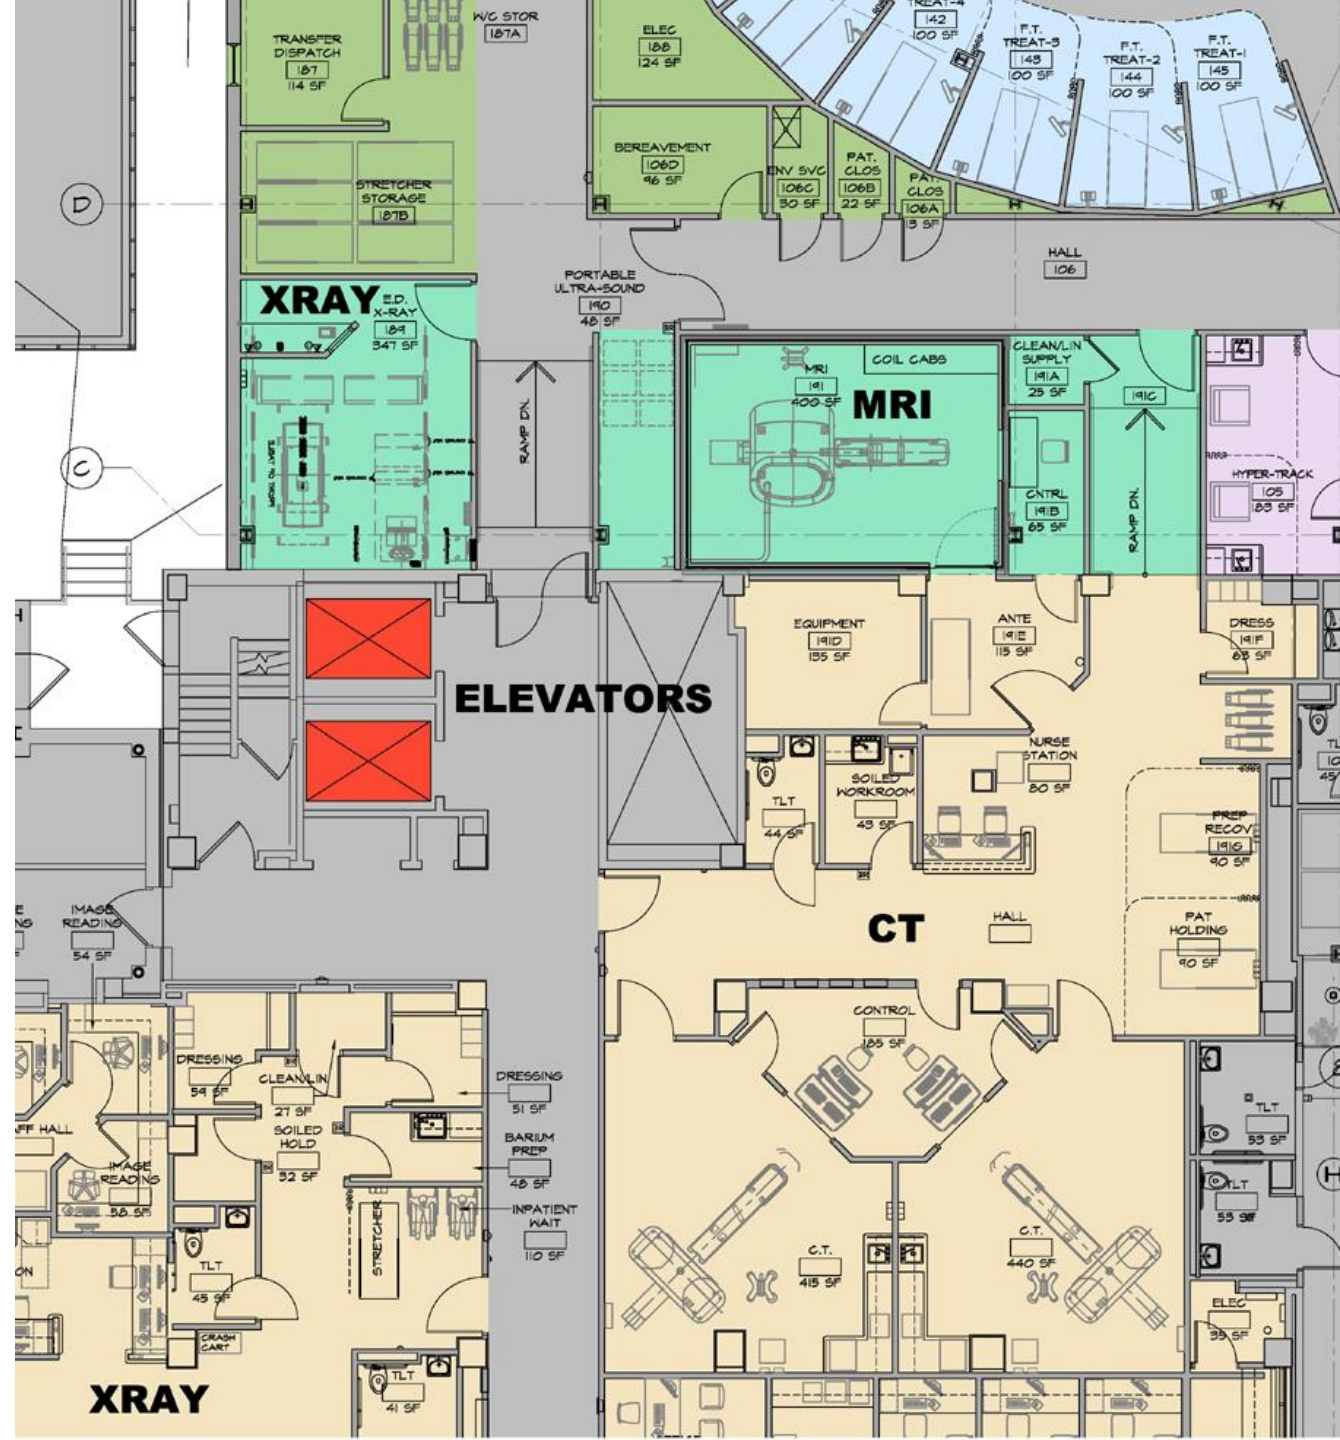 TRANSFER
DISPATCH
187
114 SF
W/C STOR
187A
ELEC
188
124 SF
TREAT-4
142
100 SF
F.T.
TREAT-3
143
100 SF
F.T.
TREAT-2
144
100 SF
F.T.
TREAT-1
145
100 SF
BEREAVEMENT
106D
96 SF
ENV SVC
106C
30 SF
PAT.
CLOS
106B
22 SF
PAT.
CLOS
106A
13 SF
D
STRETCHER
STORAGE
187B
HALL
106
PORTABLE
ULTRA-SOUND
190
48 SF
XRAY
E.D.
X-RAY
189
347 SF
RAMP DN.
MRI
191
400 SF
COIL CABS
MRI
CLEAN/LIN
SUPPLY
191A
25 SF
191C
CNTRL
191B
65 SF
RAMP DN.
HYPER-TRACK
105
183 SF
C
EQUIPMENT
191D
135 SF
ANTE
191E
115 SF
DRESS
191F
63 SF
ELEVATORS
NURSE
STATION
80 SF
TLT
44 SF
SOILED
WORKROOM
43 SF
PREP
RECOV
191G
90 SF
IMAGE
READING
54 SF
CT
HALL
PAT
HOLDING
90 SF
CONTROL
185 SF
DRESSING
59 SF
CLEAN/LIN
27 SF
DRESSING
51 SF
SOILED
HOLD
32 SF
BARIUM
PREP
48 SF
IMAGE
READING
58 SF
INPATIENT
WAIT
110 SF
STRETCHER
TLT
45 SF
CRASH
CART
C.T.
415 SF
C.T.
440 SF
TLT
53 SF
TLT
53 SF
ELEC
35 SF
H
XRAY
TLT
41 SF